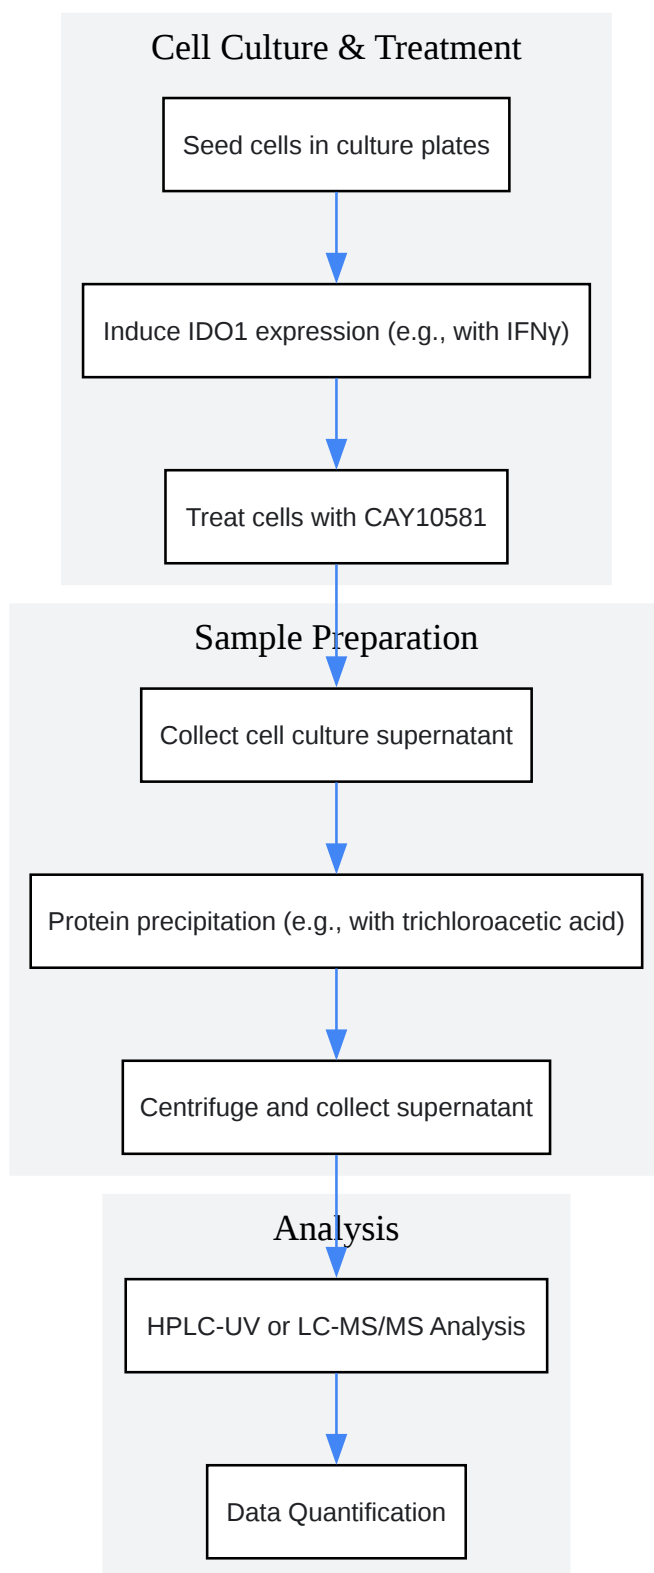 Cell Culture & Treatment
Seed cells in culture plates
Induce IDO1 expression (e.g., with IFNγ)
Treat cells with CAY10581
Sample Preparation
Collect cell culture supernatant
Protein precipitation (e.g., with trichloroacetic acid)
Centrifuge and collect supernatant
Analysis
HPLC-UV or LC-MS/MS Analysis
Data Quantification